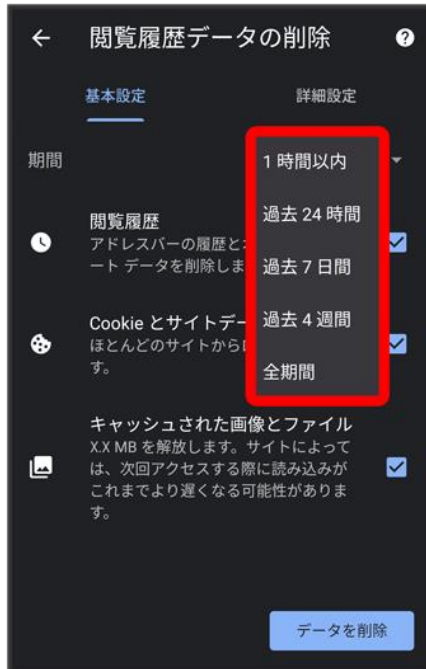 閲覧履歴データの削除
基本設定
詳細設定
期間
1 時間以内
過去 24 時間
過去 7 日間
過去 4 週間
全期間
閲覧履歴
アドレスバーの履歴と
ート データを削除しま
Cookie とサイトデー
ほとんどのサイトから
す。
キャッシュされた画像とファイル
X.X MB を解放します。サイトによって
は、次回アクセスする際に読み込みが
これまでより遅くなる可能性がありま
す。
データを削除